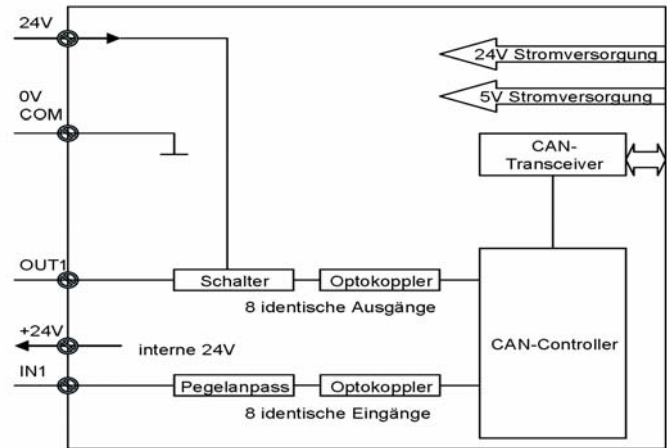 24V
24V Stromversorgung
0V
COM
5V Stromversorgung
CAN-
Transceiver
OUT1
Schalter
Optokoppler
8 identische Ausgänge
+24V
interne 24V
CAN-Controller
IN1
Pegelanpass
Optokoppler
8 identische Eingänge